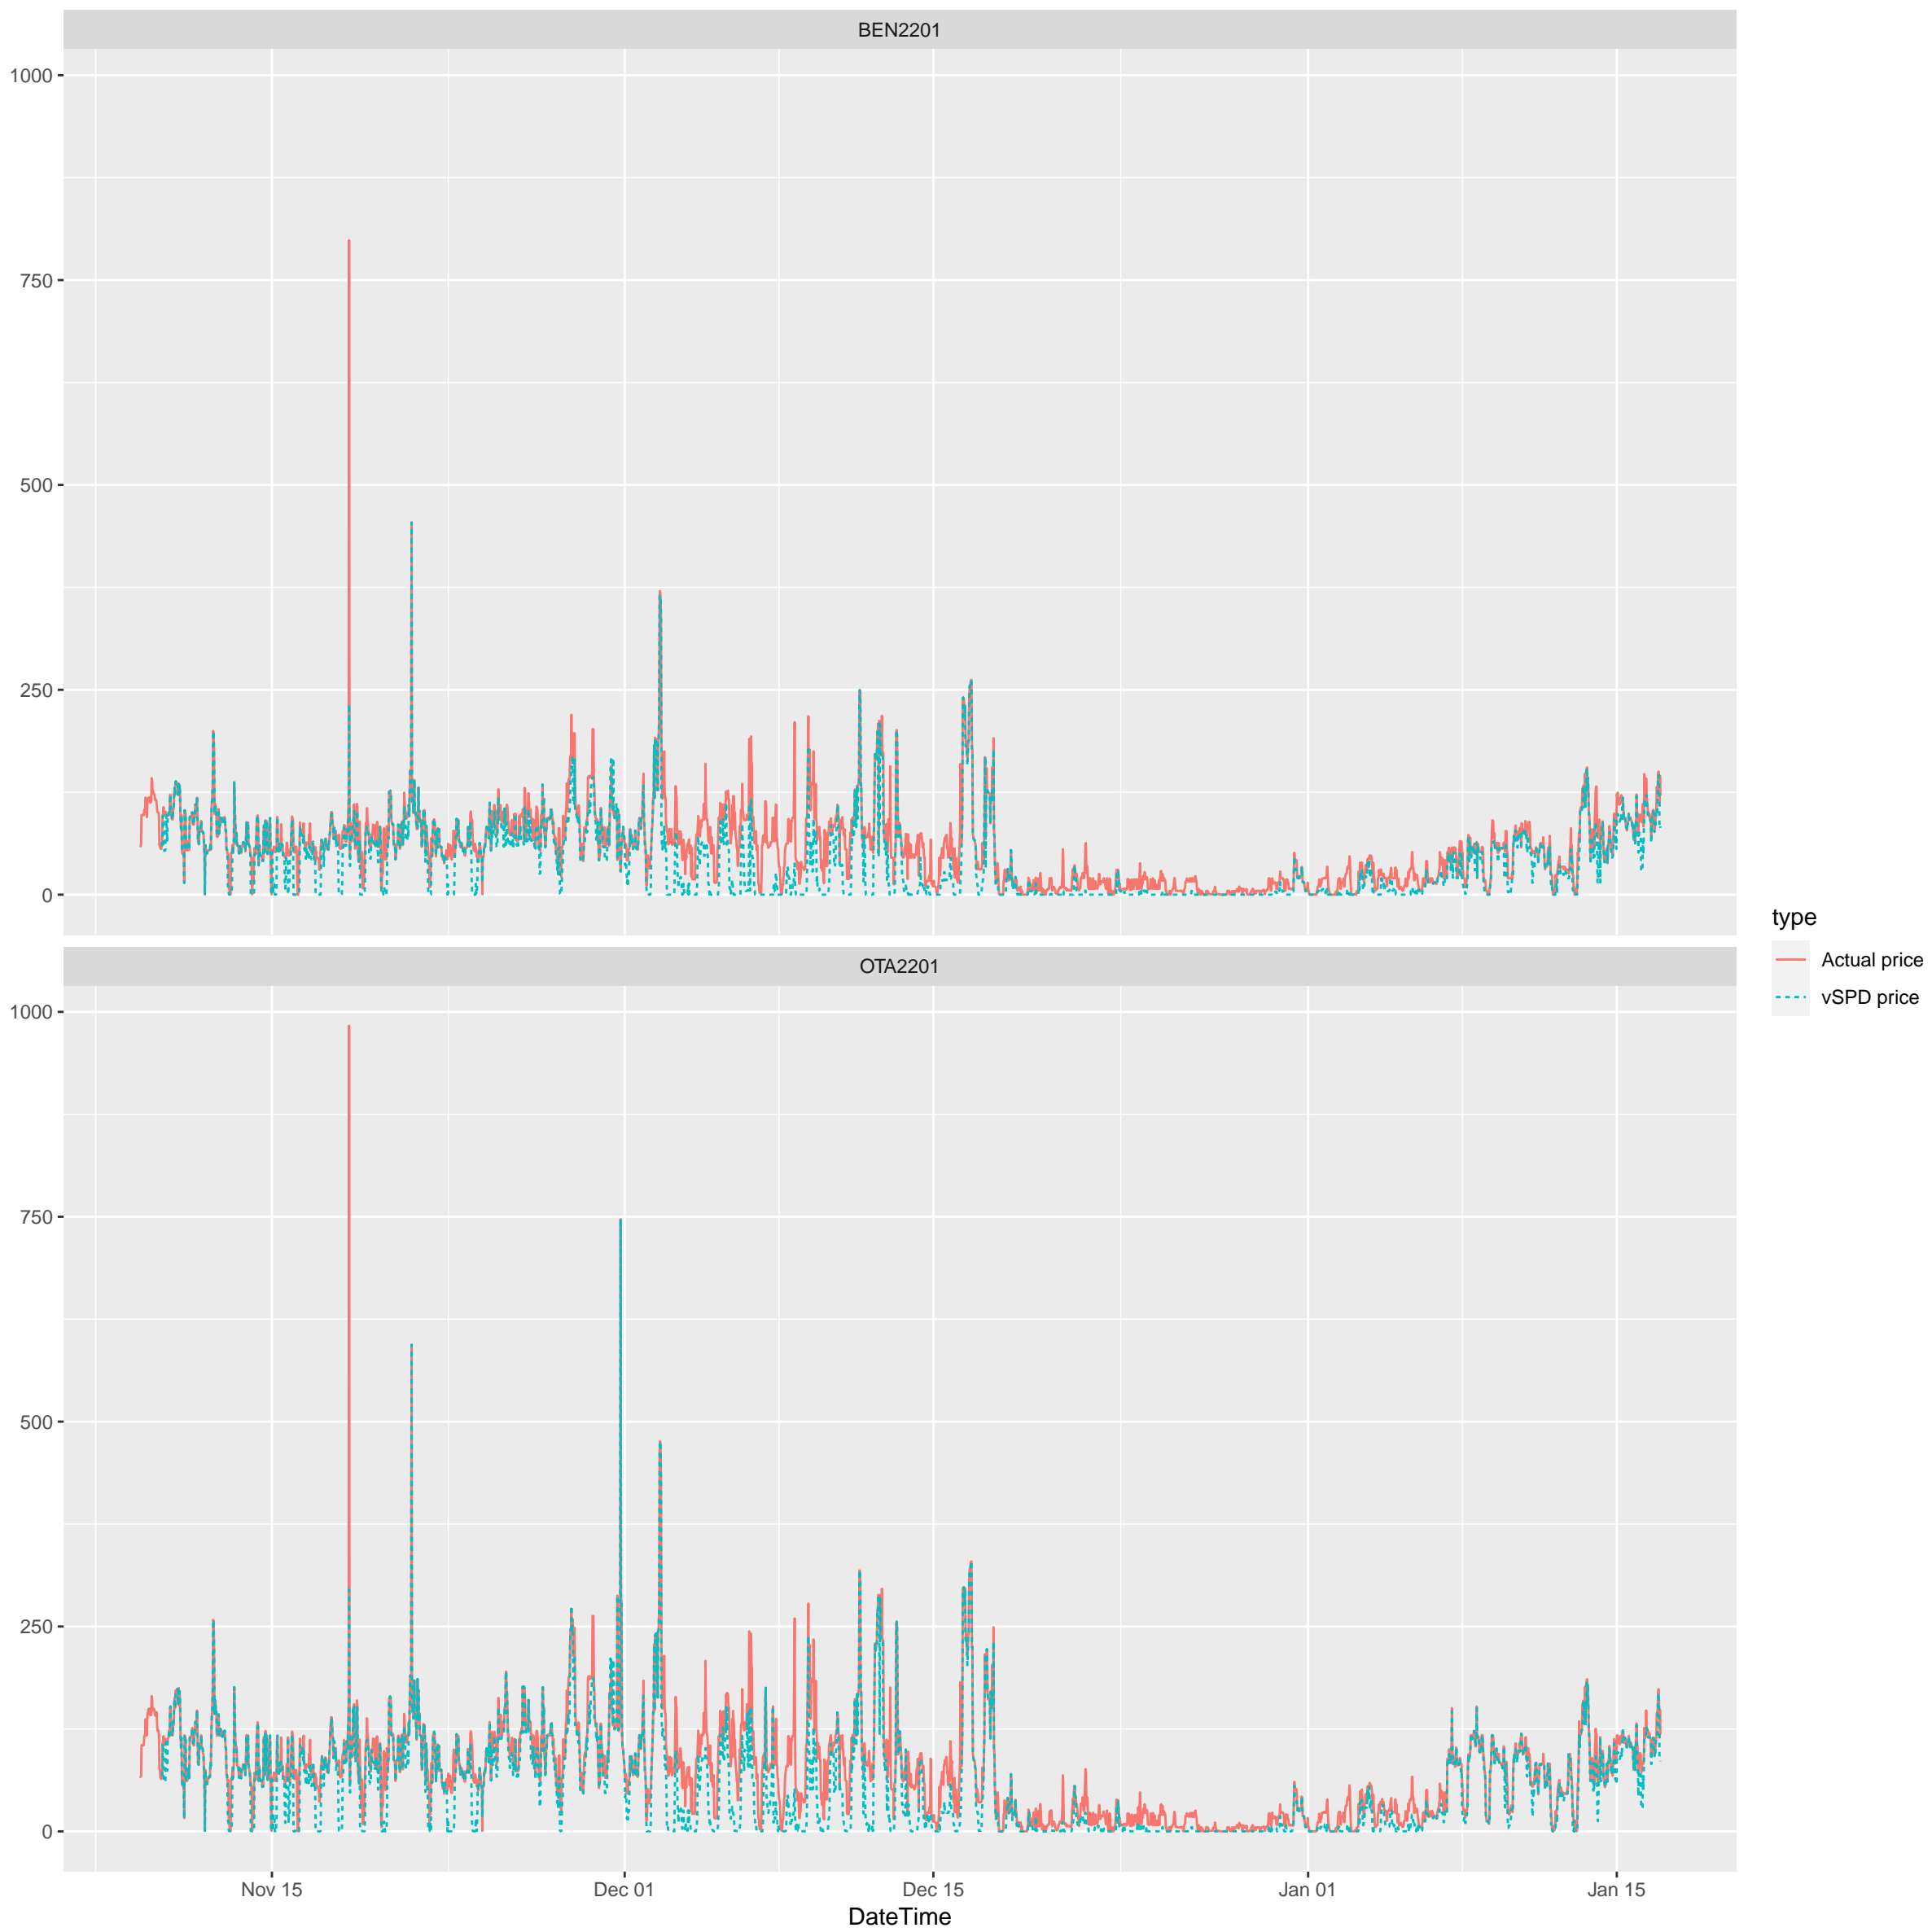 BEN2201
1000
750
500
250
0
OTA2201
1000
750
500
250
0
Nov 15
Dec 01
Dec 15
Jan 01
Jan 15
DateTime
type
Actual price
vSPD price